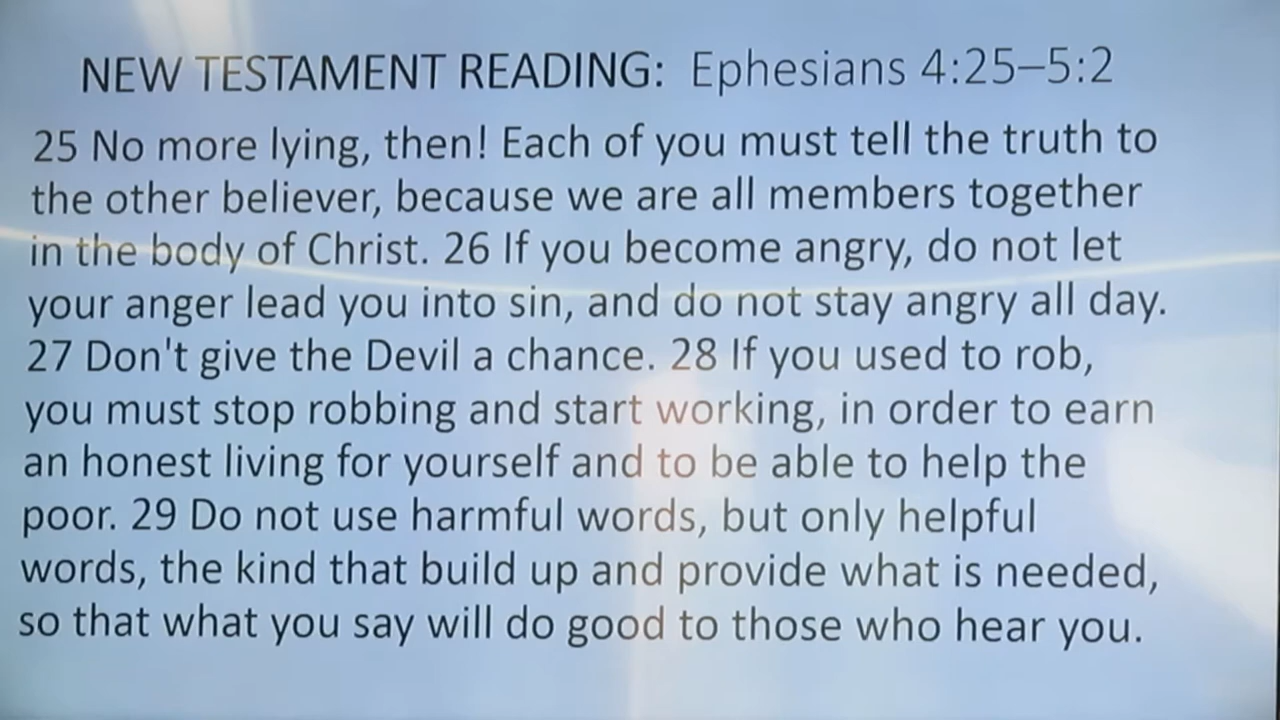 NEW TESTAMENT READING: Ephesians 4:25–5:2
25 No more lying, then! Each of you must tell the truth to
the other believer, because we are all members together
in the body of Christ. 26 If you become angry, do not let
your anger lead you into sin, and do not stay angry all day.
27 Don't give the Devil a chance. 28 If you used to rob,
you must stop robbing and start working, in order to earn
an honest living for yourself and to be able to help the
poor. 29 Do not use harmful words, but only helpful
words, the kind that build up and provide what is needed,
so that what you say will do good to those who hear you.